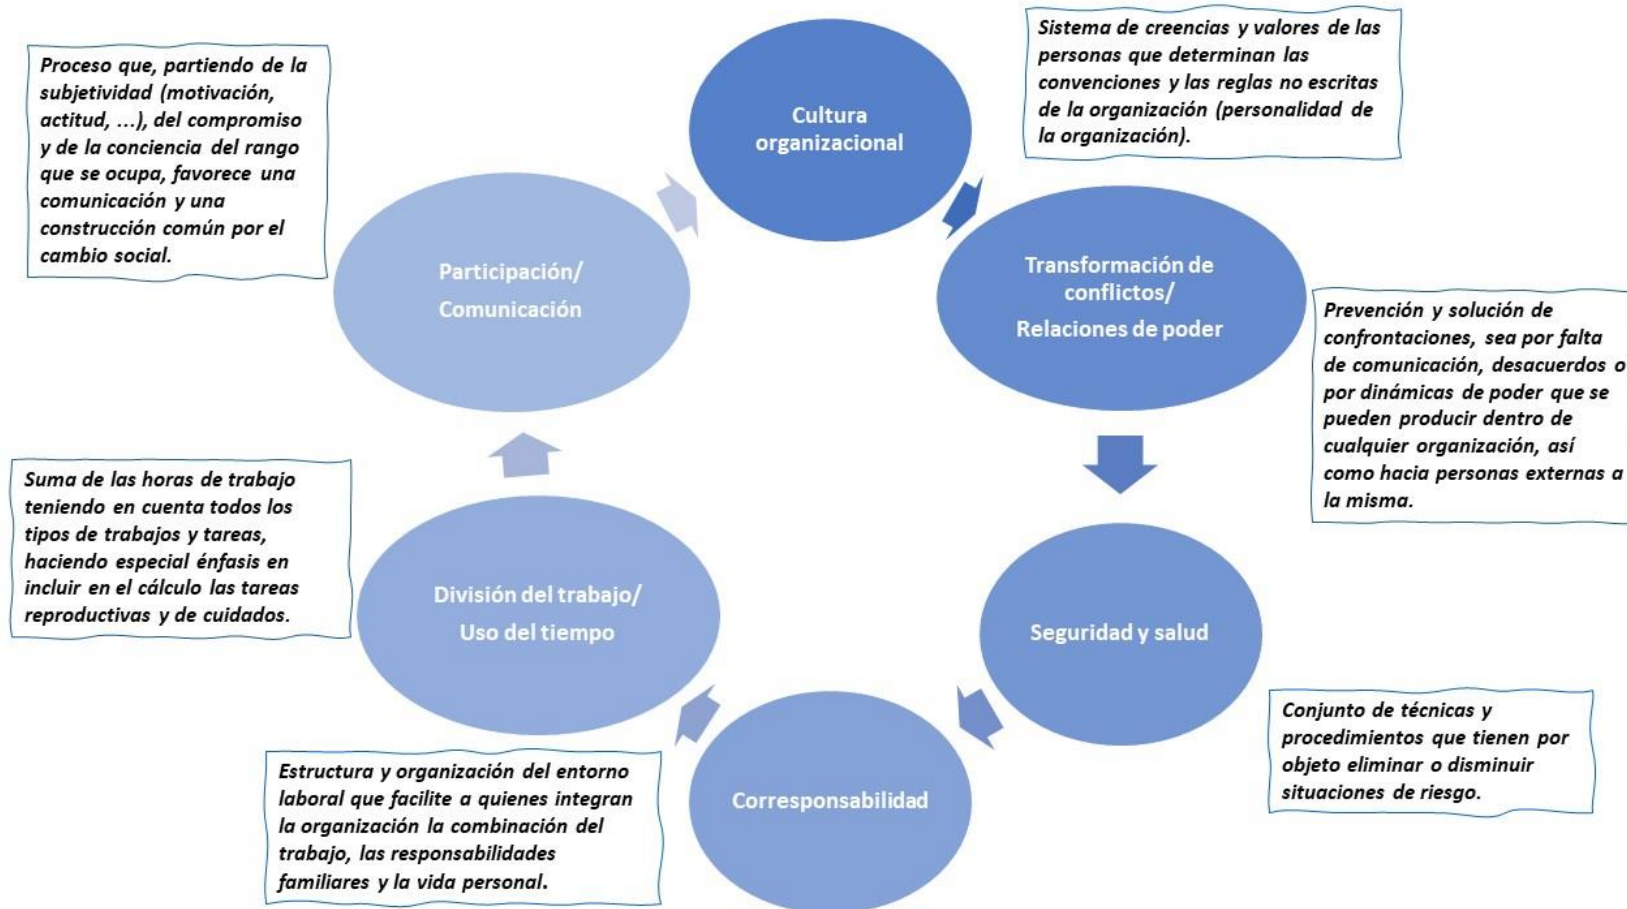 Cultura
organizacional
Sistema de creencias y valores de las
personas que determinan las
convenciones y las reglas no escritas
de la organización (personalidad de
la organización).
Transformación de
conflictos/
Relaciones de poder
Prevención y solución de
confrontaciones, sea por falta
de comunicación, desacuerdos o
por dinámicas de poder que se
pueden producir dentro de
cualquier organización, así
como hacia personas externas a
la misma.
Seguridad y salud
Conjunto de técnicas y
procedimientos que tienen por
objeto eliminar o disminuir
situaciones de riesgo.
Corresponsabilidad
Estructura y organización del entorno
laboral que facilite a quienes integran
la organización la combinación del
trabajo, las responsabilidades
familiares y la vida personal.
División del trabajo/
Uso del tiempo
Suma de las horas de trabajo
teniendo en cuenta todos los
tipos de trabajos y tareas,
haciendo especial énfasis en
incluir en el cálculo las tareas
reproductivas y de cuidados.
Participación/
Comunicación
Proceso que, partiendo de la
subjetividad (motivación,
actitud, ...), del compromiso
y de la conciencia del rango
que se ocupa, favorece una
comunicación y una
construcción común por el
cambio social.